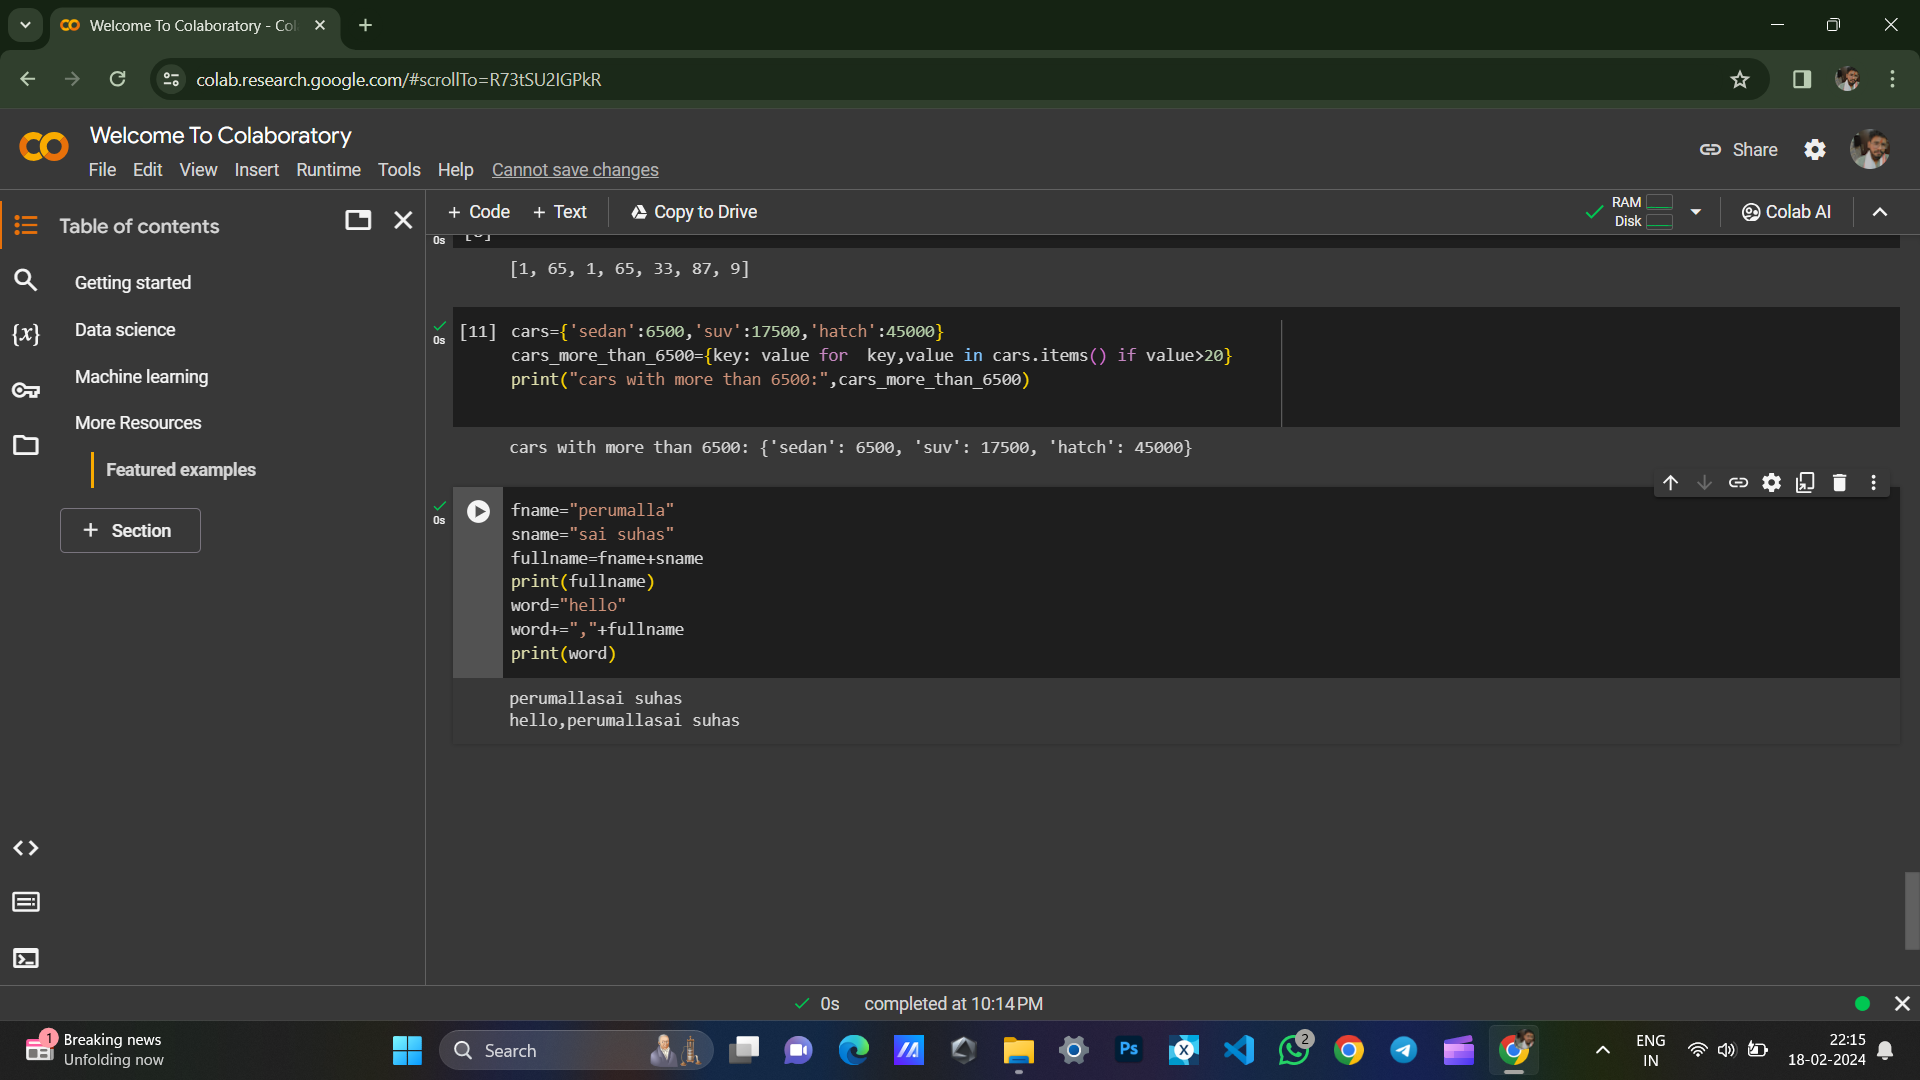 Welcome To Colaboratory - Col
colab.research.google.com/#scrollTo=R73tSU2IGPkR
Welcome To Colaboratory
File Edit View Insert Runtime Tools Help Cannot save changes
Share
Table of contents
+ Code + Text Copy to Drive
RAM
Disk
Colab AI
Getting started
Data science
Machine learning
More Resources
Featured examples
+ Section
0s
[1, 65, 1, 65, 33, 87, 9]
0s
[11] cars={'sedan':6500,'suv':17500,'hatch':45000}
cars_more_than_6500={key: value for  key,value in cars.items() if value>20}
print("cars with more than 6500:",cars_more_than_6500)
cars with more than 6500: {'sedan': 6500, 'suv': 17500, 'hatch': 45000}
0s
fname="perumalla"
sname="sai suhas"
fullname=fname+sname
print(fullname)
word="hello"
word+=","+fullname
print(word)
perumallasai suhas
hello,perumallasai suhas
0s completed at 10:14 PM
1
Breaking news
Unfolding now
Search
Ps
X
2
ENG
IN
22:15
18-02-2024